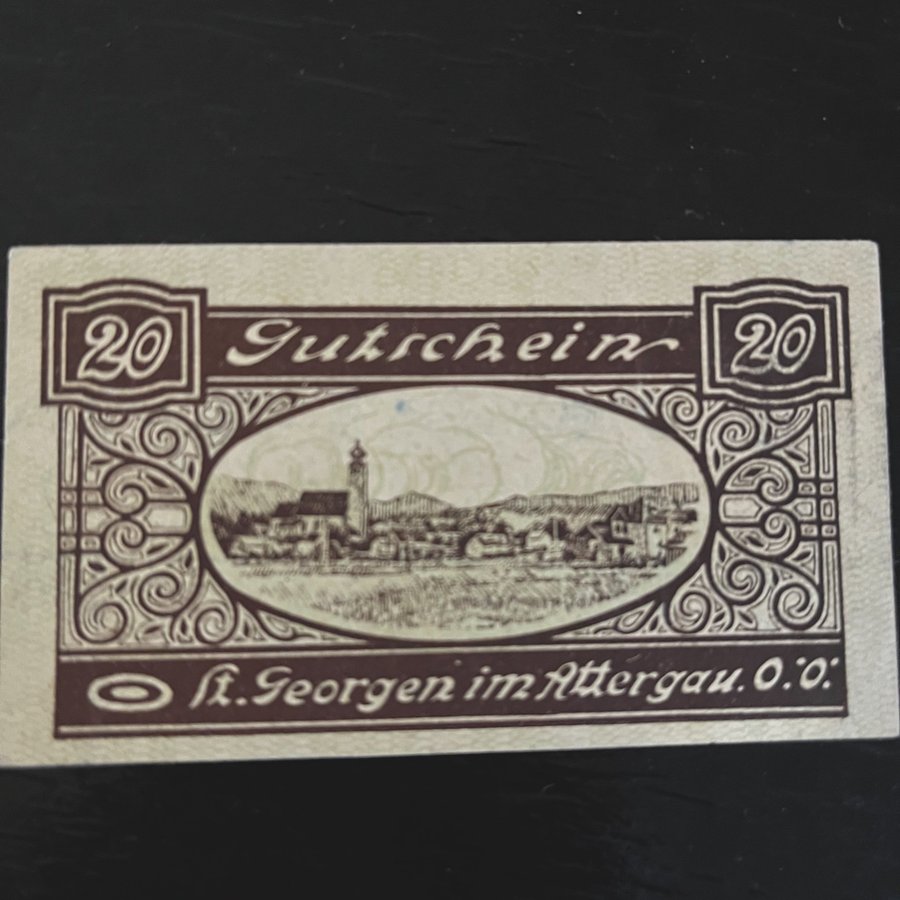 20 Gutschein 20
St. Georgen im Attergau. O.Ö.